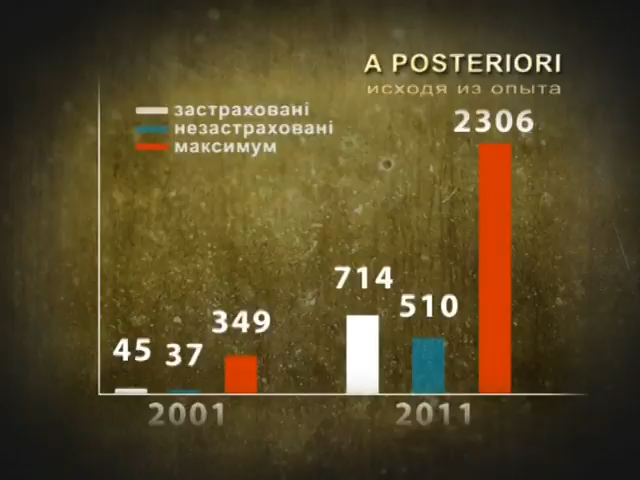 A POSTERIORI
исходя из опыта
застраховані
незастраховані
максимум
2306
714
510
349
45 37
2001 2011